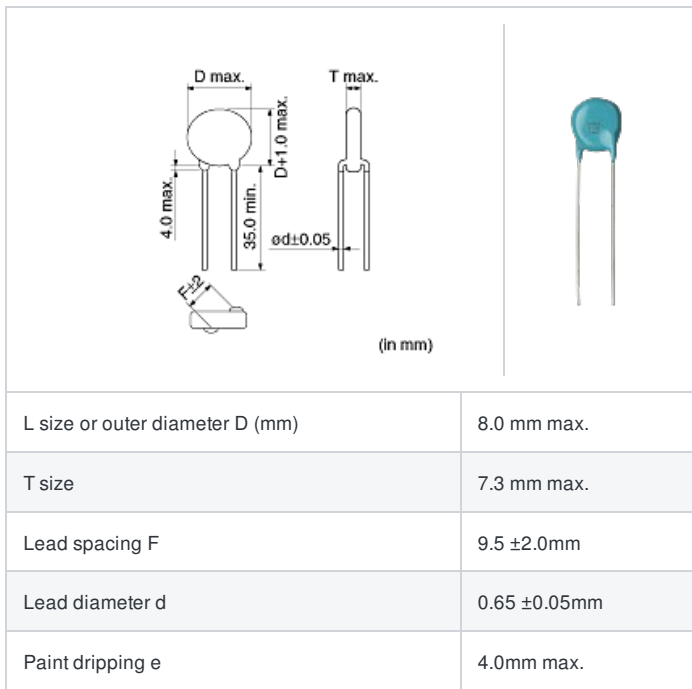 D max.
T max.
D+1.0 max.
4.0 max.
35.0 min.
ød±0.05
F±2
(in mm)
L size or outer diameter D (mm) 8.0 mm max.
T size 7.3 mm max.
Lead spacing F 9.5 ±2.0mm
Lead diameter d 0.65 ±0.05mm
Paint dripping e 4.0mm max.